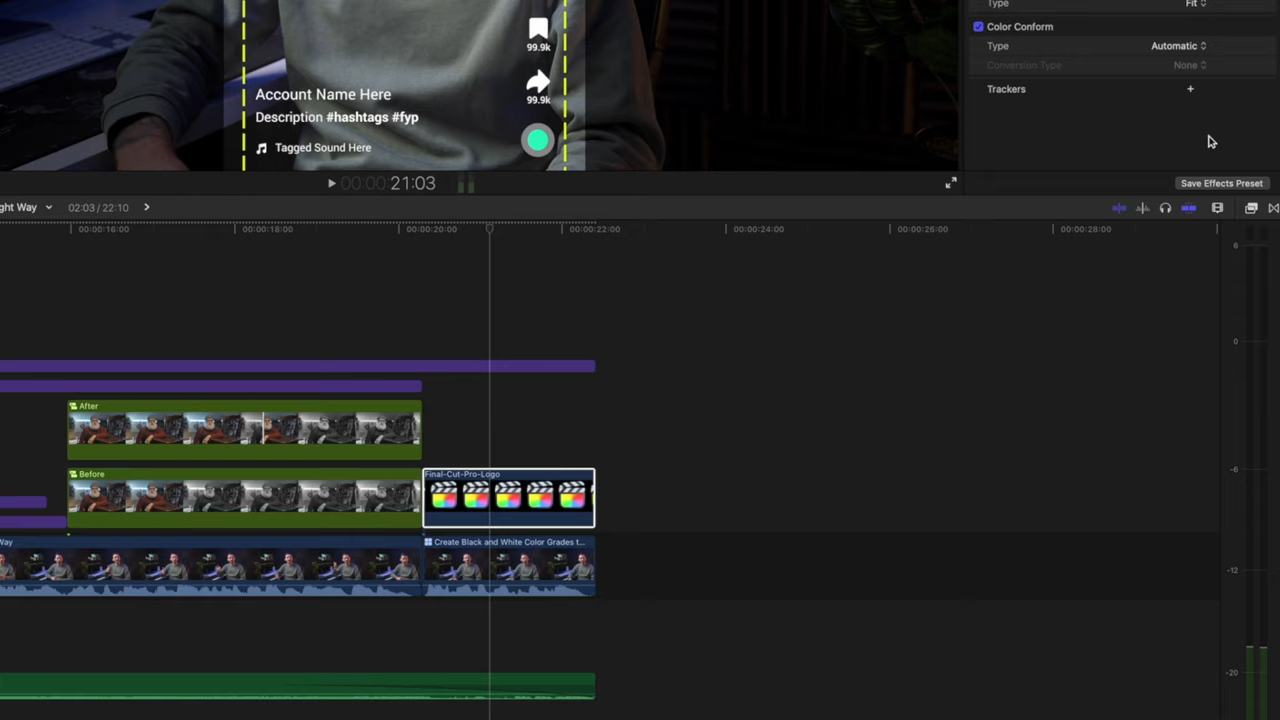 Type Fit
99.9k
Color Conform
Type Automatic
Conversion Type None
99.9k
Account Name Here
Description #hashtags #fyp
Tagged Sound Here
Trackers +
00:00:21:03
Save Effects Preset
ght Way
02:03 / 22:10
00:00:16:00
00:00:18:00
00:00:20:00
00:00:22:00
00:00:24:00
00:00:26:00
00:00:28:00
6
0
-6
-12
-20
After
Before
Final-Cut-Pro-Logo
Way
Create Black and White Color Grades t...